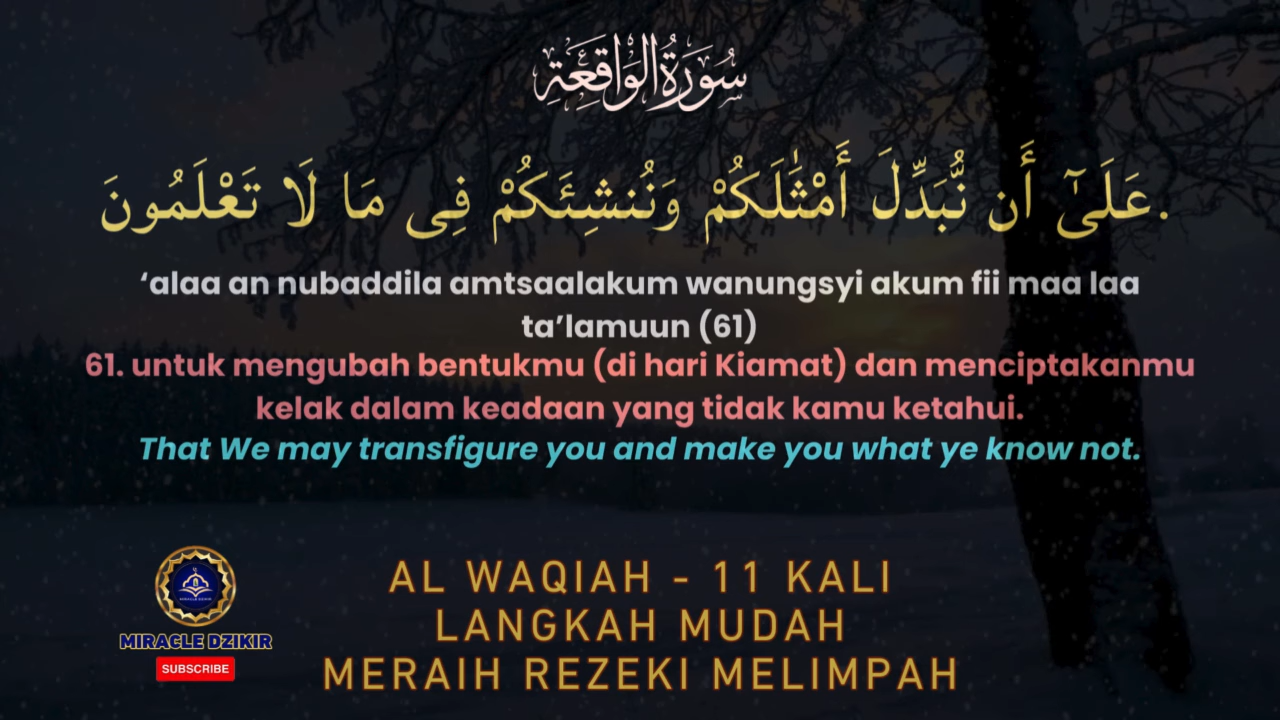 سُورَةُ الوَاقِعَةِ
عَلَىٰٓ أَن نُّبَدِّلَ أَمْثَٰلَكُمْ وَنُنشِئَكُمْ فِى مَا لَا تَعْلَمُونَ.
‘alaa an nubaddila amtsaalakum wanungsyi akum fii maa laa
ta’lamuun (61)
61. untuk mengubah bentukmu (di hari Kiamat) dan menciptakanmu
kelak dalam keadaan yang tidak kamu ketahui.
That We may transfigure you and make you what ye know not.
AL WAQIAH - 11 KALI
LANGKAH MUDAH
MERAIH REZEKI MELIMPAH
MIRACLE DZIKIR
MIRACLE DZIKIR
SUBSCRIBE